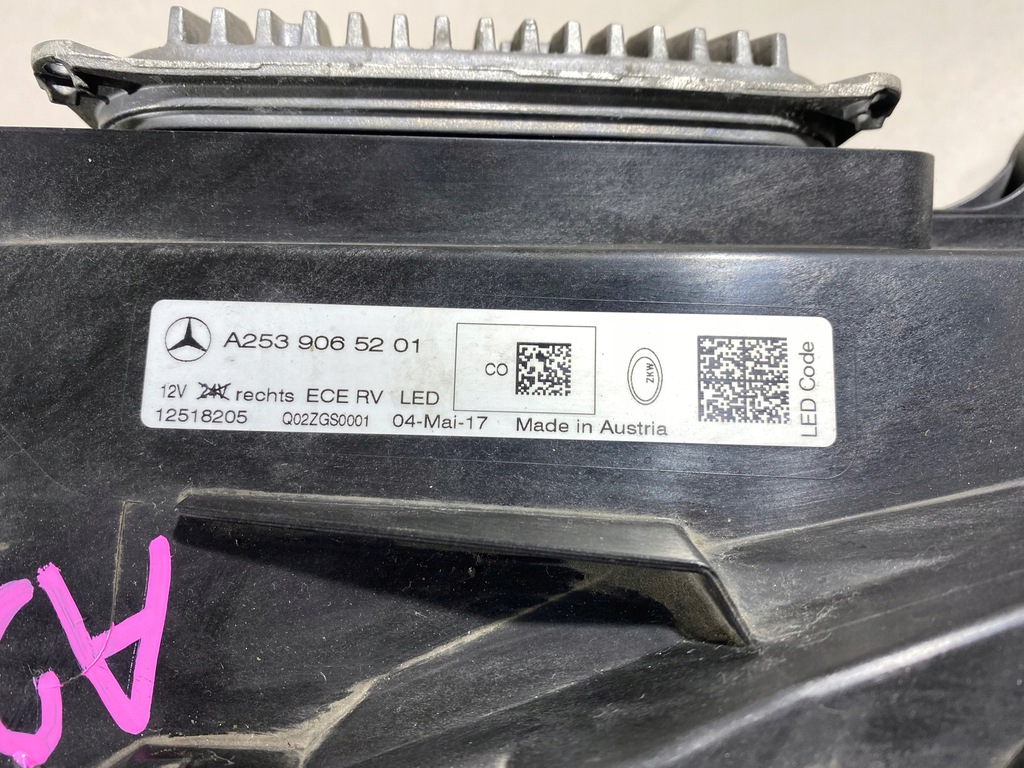 A253 906 52 01
12V 24V rechts ECE RV LED
12518205 Q02ZGS0001 04-Mai-17 Made in Austria
CO
ZKW
LED Code
A